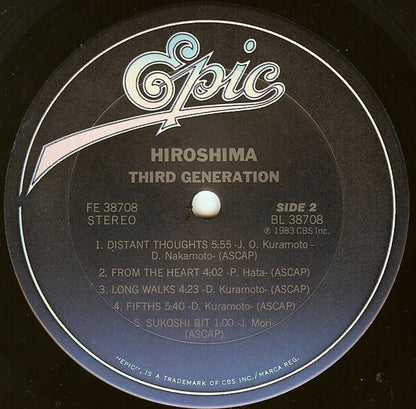 Epic
HIROSHIMA
THIRD GENERATION
FE 38708
STEREO
SIDE 2
BL 38708
℗ 1983 CBS Inc.
1. DISTANT THOUGHTS 5:55 -J. O. Kuramoto -
D. Nakamoto- (ASCAP)
2. FROM THE HEART 4:02 -P. Hata- (ASCAP)
3. LONG WALKS 4:23 -D. Kuramoto- (ASCAP)
4. FIFTHS 5:40 -D. Kuramoto- (ASCAP)
5. SUKOSHI BIT 1:00 -J. Mori-
(ASCAP)
"EPIC", IS A TRADEMARK OF CBS INC./ MARCA REG.